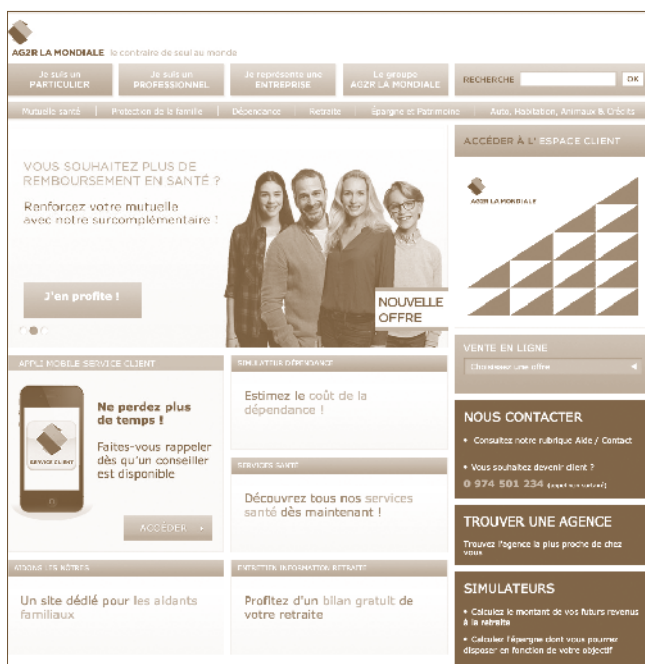 AG2R LA MONDIALE le contraire de seul au monde
Je suis un
PARTICULIER
Je suis un
PROFESSIONNEL
Je représente une
ENTREPRISE
Le groupe
AG2R LA MONDIALE
RECHERCHE
OK
Mutuelle santé | Protection de la famille | Dépendance | Retraite | Épargne et Patrimoine | Auto, Habitation, Animaux & Crédits
VOUS SOUHAITEZ PLUS DE
REMBOURSEMENT EN SANTÉ ?
Renforcez votre mutuelle
avec notre surcomplémentaire !
J'en profite !
NOUVELLE
OFFRE
ACCÉDER À L'ESPACE CLIENT
AG2R LA MONDIALE
VENTE EN LIGNE
Choisissez une offre
APPLI MOBILE SERVICE CLIENT
SERVICE CLIENT
Ne perdez plus
de temps !
Faites-vous rappeler
dès qu'un conseiller
est disponible
ACCÉDER
SIMULATEUR DÉPENDANCE
Estimez le coût de la
dépendance !
SERVICES SANTÉ
Découvrez tous nos services
santé dès maintenant !
NOUS CONTACTER
• Consultez notre rubrique Aide / Contact
• Vous souhaitez devenir client ?
0 974 501 234 (appel non surtaxé)
TROUVER UNE AGENCE
Trouvez l'agence la plus proche de chez
vous
AIDONS LES NÔTRES
Un site dédié pour les aidants
familiaux
ENTRETIEN INFORMATION RETRAITE
Profitez d'un bilan gratuit de
votre retraite
SIMULATEURS
• Calculez le montant de vos futurs revenus
à la retraite
• Calculer l'épargne dont vous pourrez
disposer en fonction de votre objectif